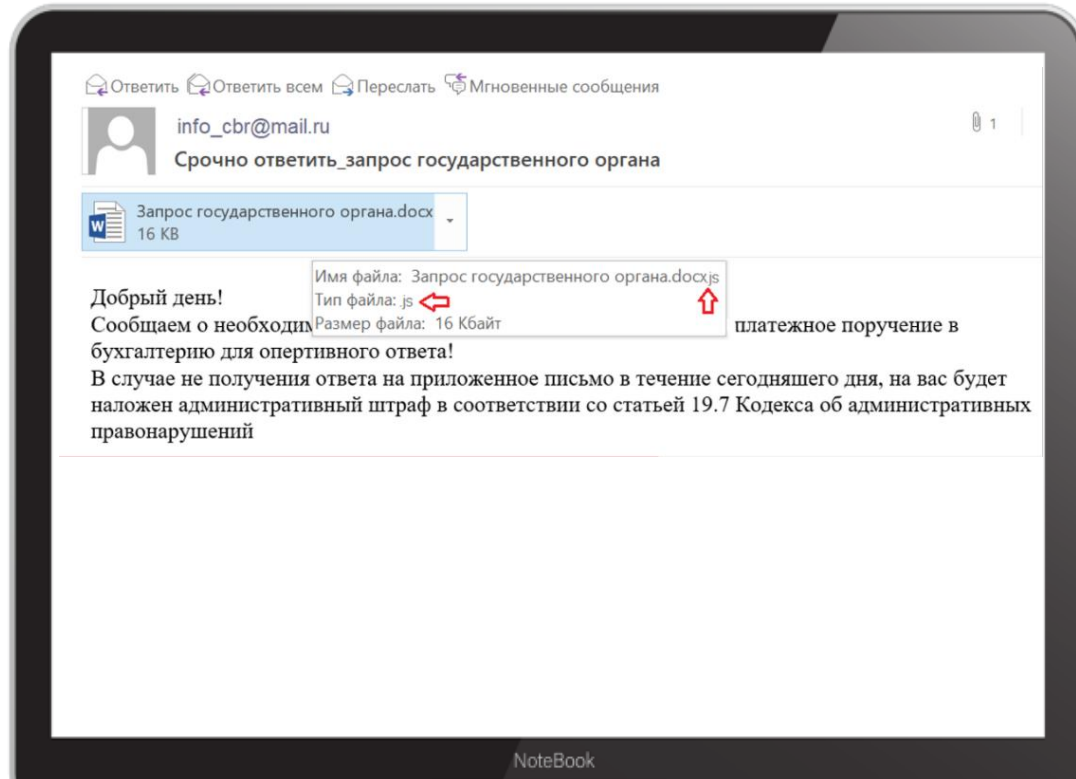 Ответить Ответить всем Переслать Мгновенные сообщения
info_cbr@mail.ru 1
Срочно ответить_запрос государственного органа
Запрос государственного органа.docx
16 KB
Имя файла: Запрос государственного органа.docxjs
Тип файла: .js
Размер файла: 16 Кбайт
Добрый день!
Сообщаем о необходим платежное поручение в
бухгалтерию для опертивного ответа!
В случае не получения ответа на приложенное письмо в течение сегодняшего дня, на вас будет
наложен административный штраф в соответствии со статьей 19.7 Кодекса об административных
правонарушений
NoteBook